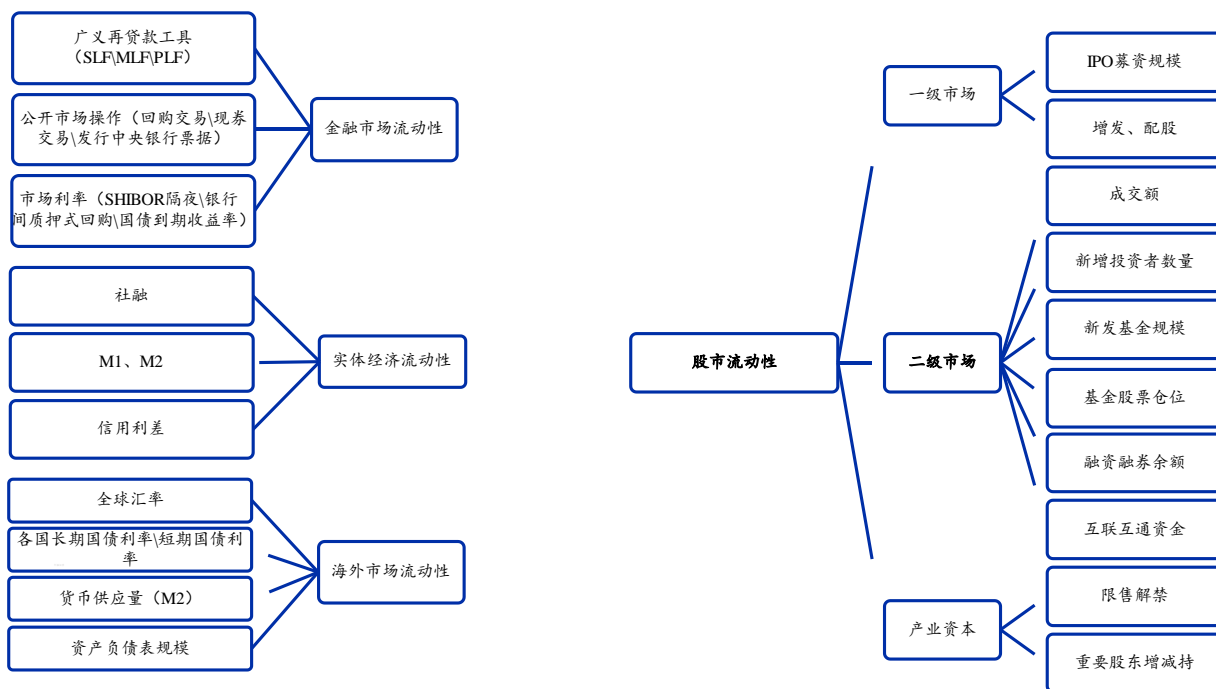 广义再贷款工具
（SLF\MLF\PLF）
公开市场操作（回购交易\现券
交易\发行中央银行票据）
市场利率（SHIBOR隔夜\银行
间质押式回购\国债到期收益率）
金融市场流动性
社融
M1、M2
信用利差
实体经济流动性
全球汇率
各国长期国债利率\短期国债利
率
货币供应量（M2）
资产负债表规模
海外市场流动性
股市流动性
一级市场
IPO募资规模
增发、配股
二级市场
成交额
新增投资者数量
新发基金规模
基金股票仓位
融资融券余额
互联互通资金
产业资本
限售解禁
重要股东增减持